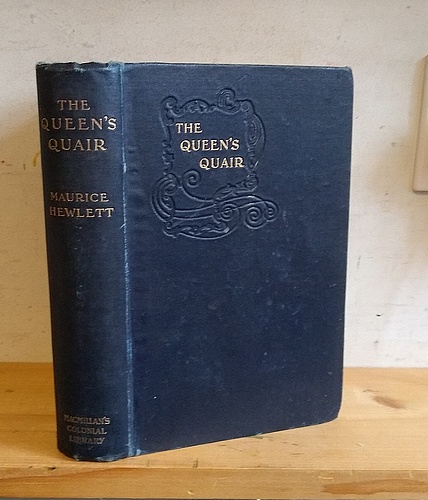 THE
QUEEN'S
QUAIR
MAURICE
HEWLETT
MACMILLAN'S
COLONIAL
LIBRARY
THE
QUEEN'S
QUAIR